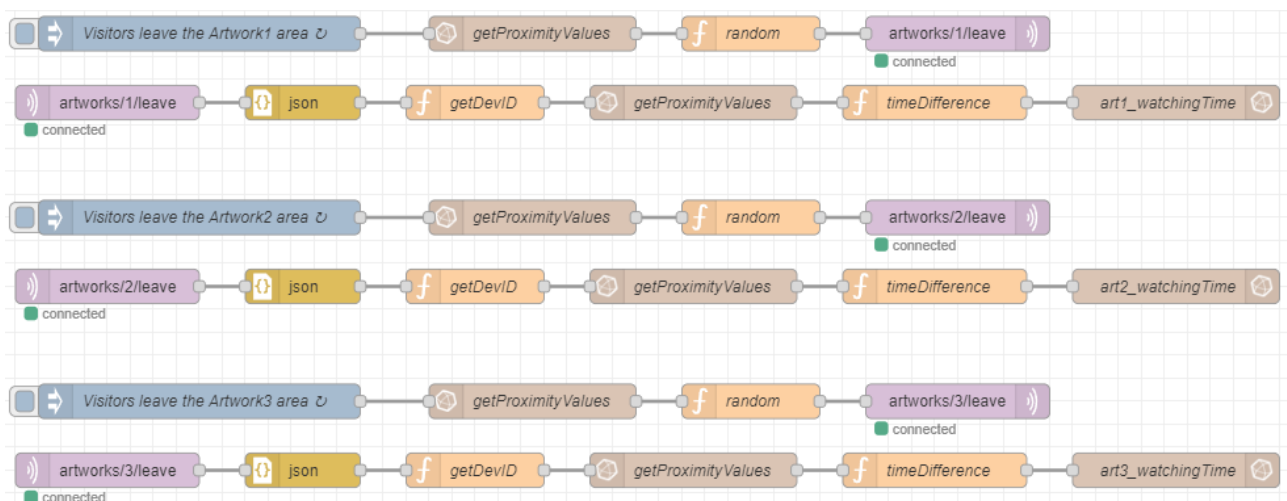 Visitors leave the Artwork1 area ↻ getProximityValues random artworks/1/leave
connected
artworks/1/leave json getDevID getProximityValues timeDifference art1_watchingTime
connected
Visitors leave the Artwork2 area ↻ getProximityValues random artworks/2/leave
connected
artworks/2/leave json getDevID getProximityValues timeDifference art2_watchingTime
connected
Visitors leave the Artwork3 area ↻ getProximityValues random artworks/3/leave
connected
artworks/3/leave json getDevID getProximityValues timeDifference art3_watchingTime
connected